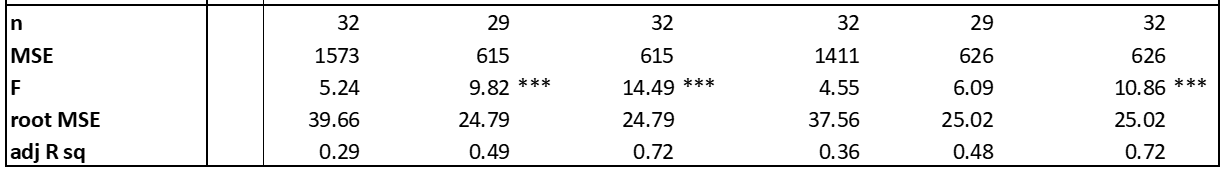 n 32 29 32 32 29 32
MSE 1573 615 615 1411 626 626
F 5.24 9.82 *** 14.49 *** 4.55 6.09 10.86 ***
root MSE 39.66 24.79 24.79 37.56 25.02 25.02
adj R sq 0.29 0.49 0.72 0.36 0.48 0.72